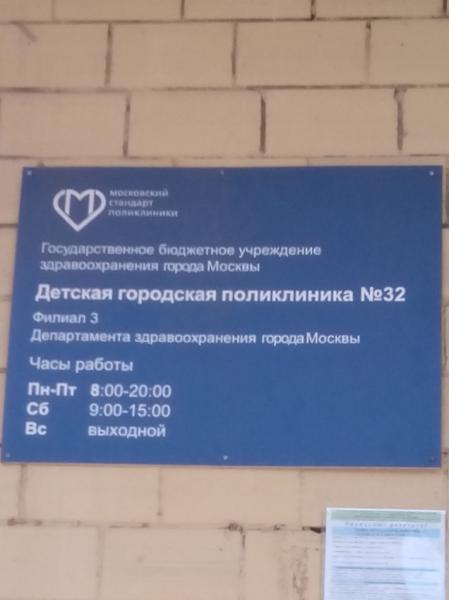 московский
стандарт
поликлиники
Государственное бюджетное учреждение
здравоохранения города Москвы
Детская городская поликлиника №32
Филиал 3
Департамента здравоохранения города Москвы
Часы работы
Пн-Пт 8:00-20:00
Сб 9:00-15:00
Вс выходной